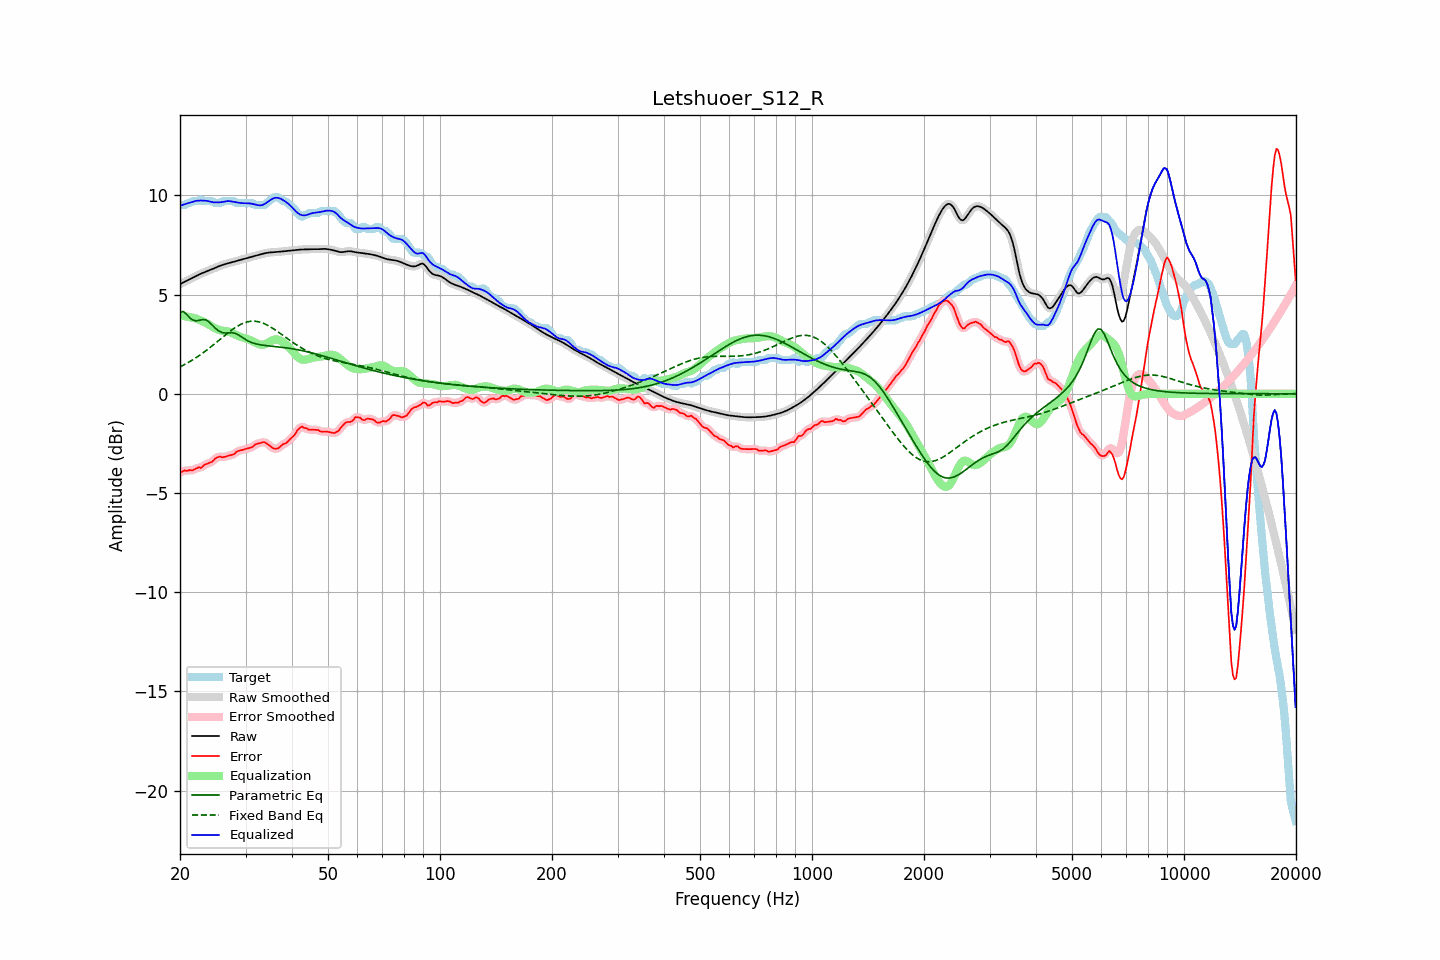 Letshuoer_S12_R
Amplitude (dBr)
10
5
0
−5
−10
−15
−20
Target
Raw Smoothed
Error Smoothed
Raw
Error
Equalization
Parametric Eq
Fixed Band Eq
Equalized
20 50 100 200 500 1000 2000 5000 10000 20000
Frequency (Hz)